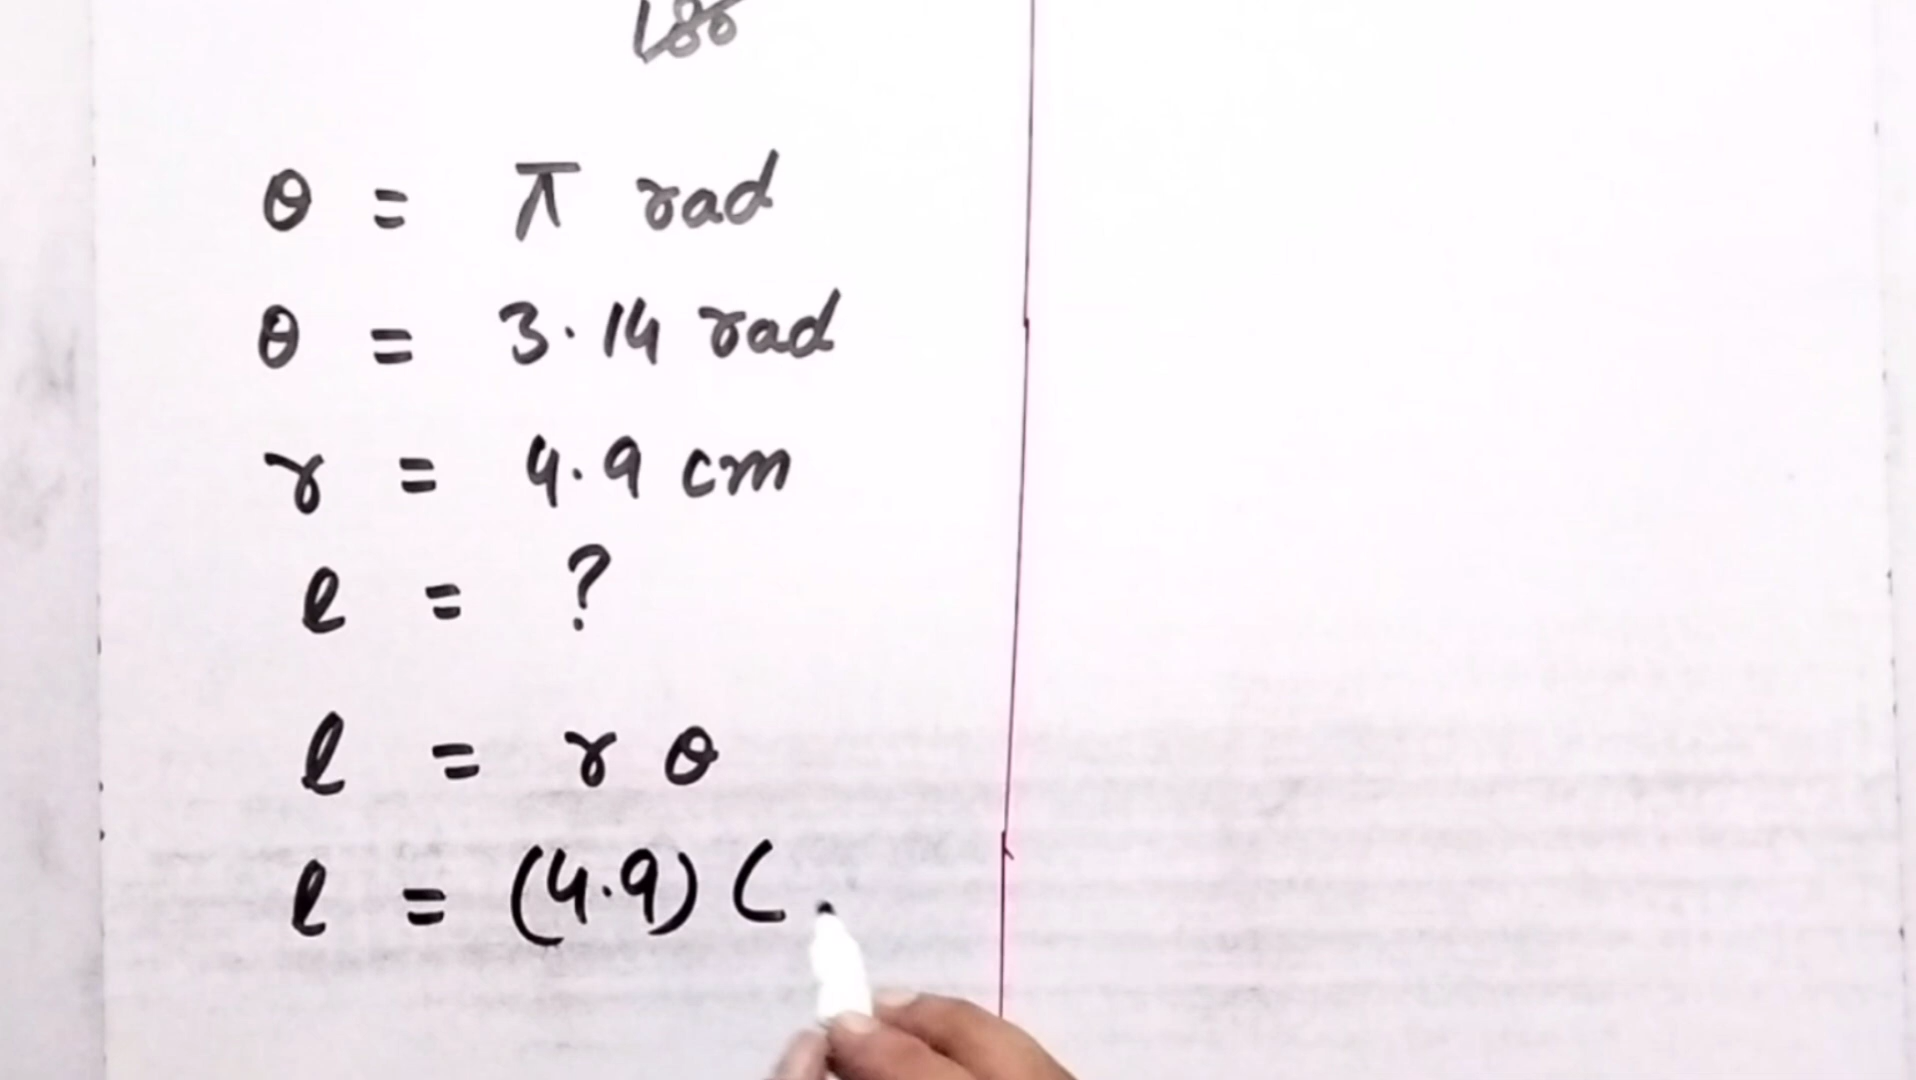 180
θ = π rad
θ = 3.14 rad
r = 4.9 cm
l = ?
l = r θ
l = (4.9) (